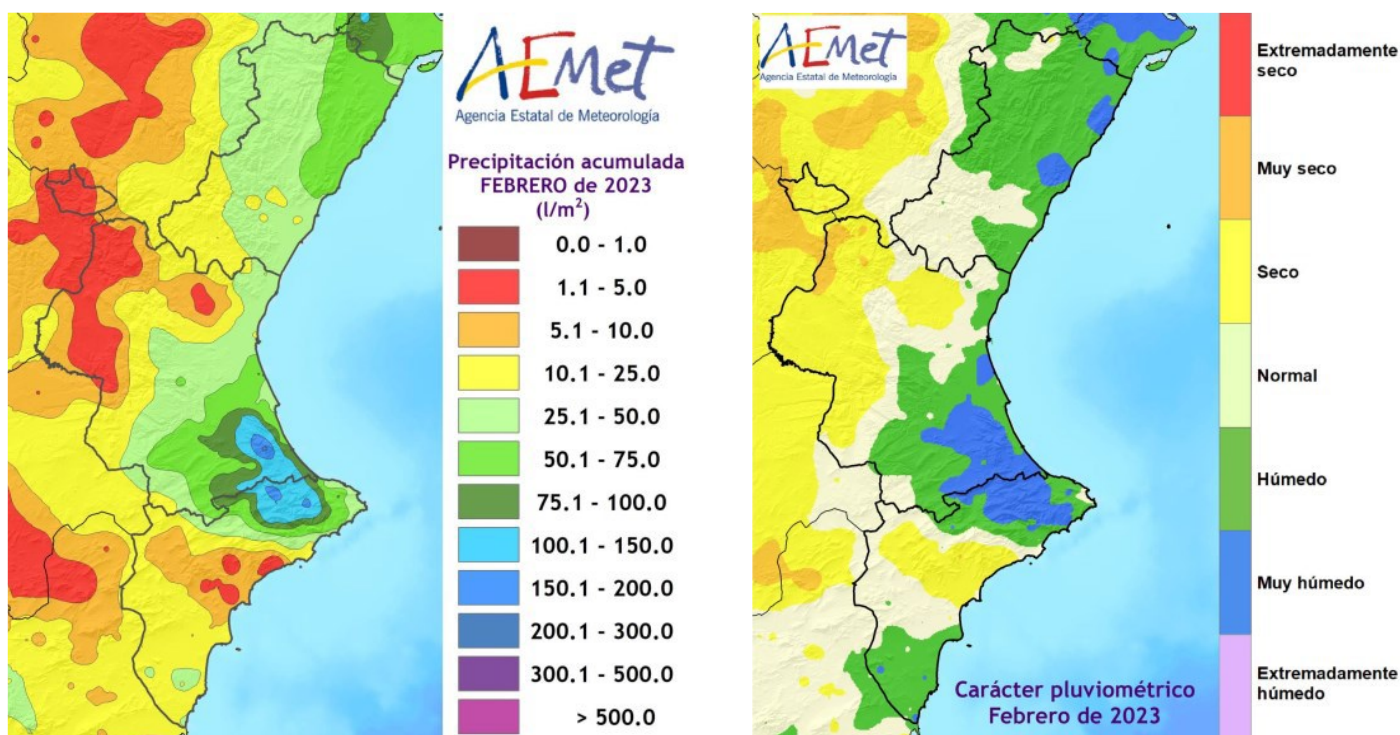 AEMet
Agencia Estatal de Meteorología
Precipitación acumulada
FEBRERO de 2023
(l/m²)
0.0 - 1.0
1.1 - 5.0
5.1 - 10.0
10.1 - 25.0
25.1 - 50.0
50.1 - 75.0
75.1 - 100.0
100.1 - 150.0
150.1 - 200.0
200.1 - 300.0
300.1 - 500.0
> 500.0
AEMet
Agencia Estatal de Meteorología
Carácter pluviométrico
Febrero de 2023
Extremadamente
seco
Muy seco
Seco
Normal
Húmedo
Muy húmedo
Extremadamente
húmedo